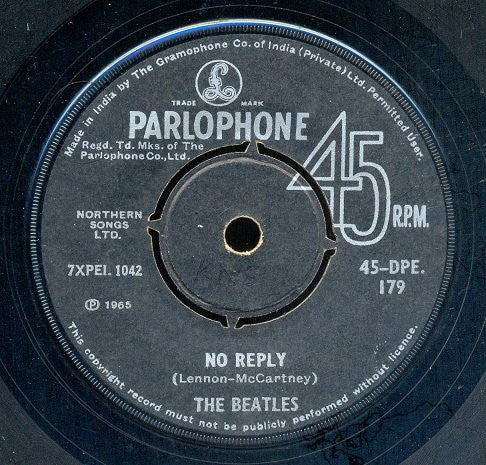 Made in India by The Gramophone Co. of India (Private) Ltd. Permitted User.
£
TRADE MARK
PARLOPHONE
Regd. Td. Mks. of The
Parlophone Co., Ltd.
45
R.P.M.
NORTHERN
SONGS
LTD.
7XPEI. 1042
45-DPE.
179
Ⓟ 1965
NO REPLY
(Lennon-McCartney)
THE BEATLES
This copyright record must not be publicly performed without licence.